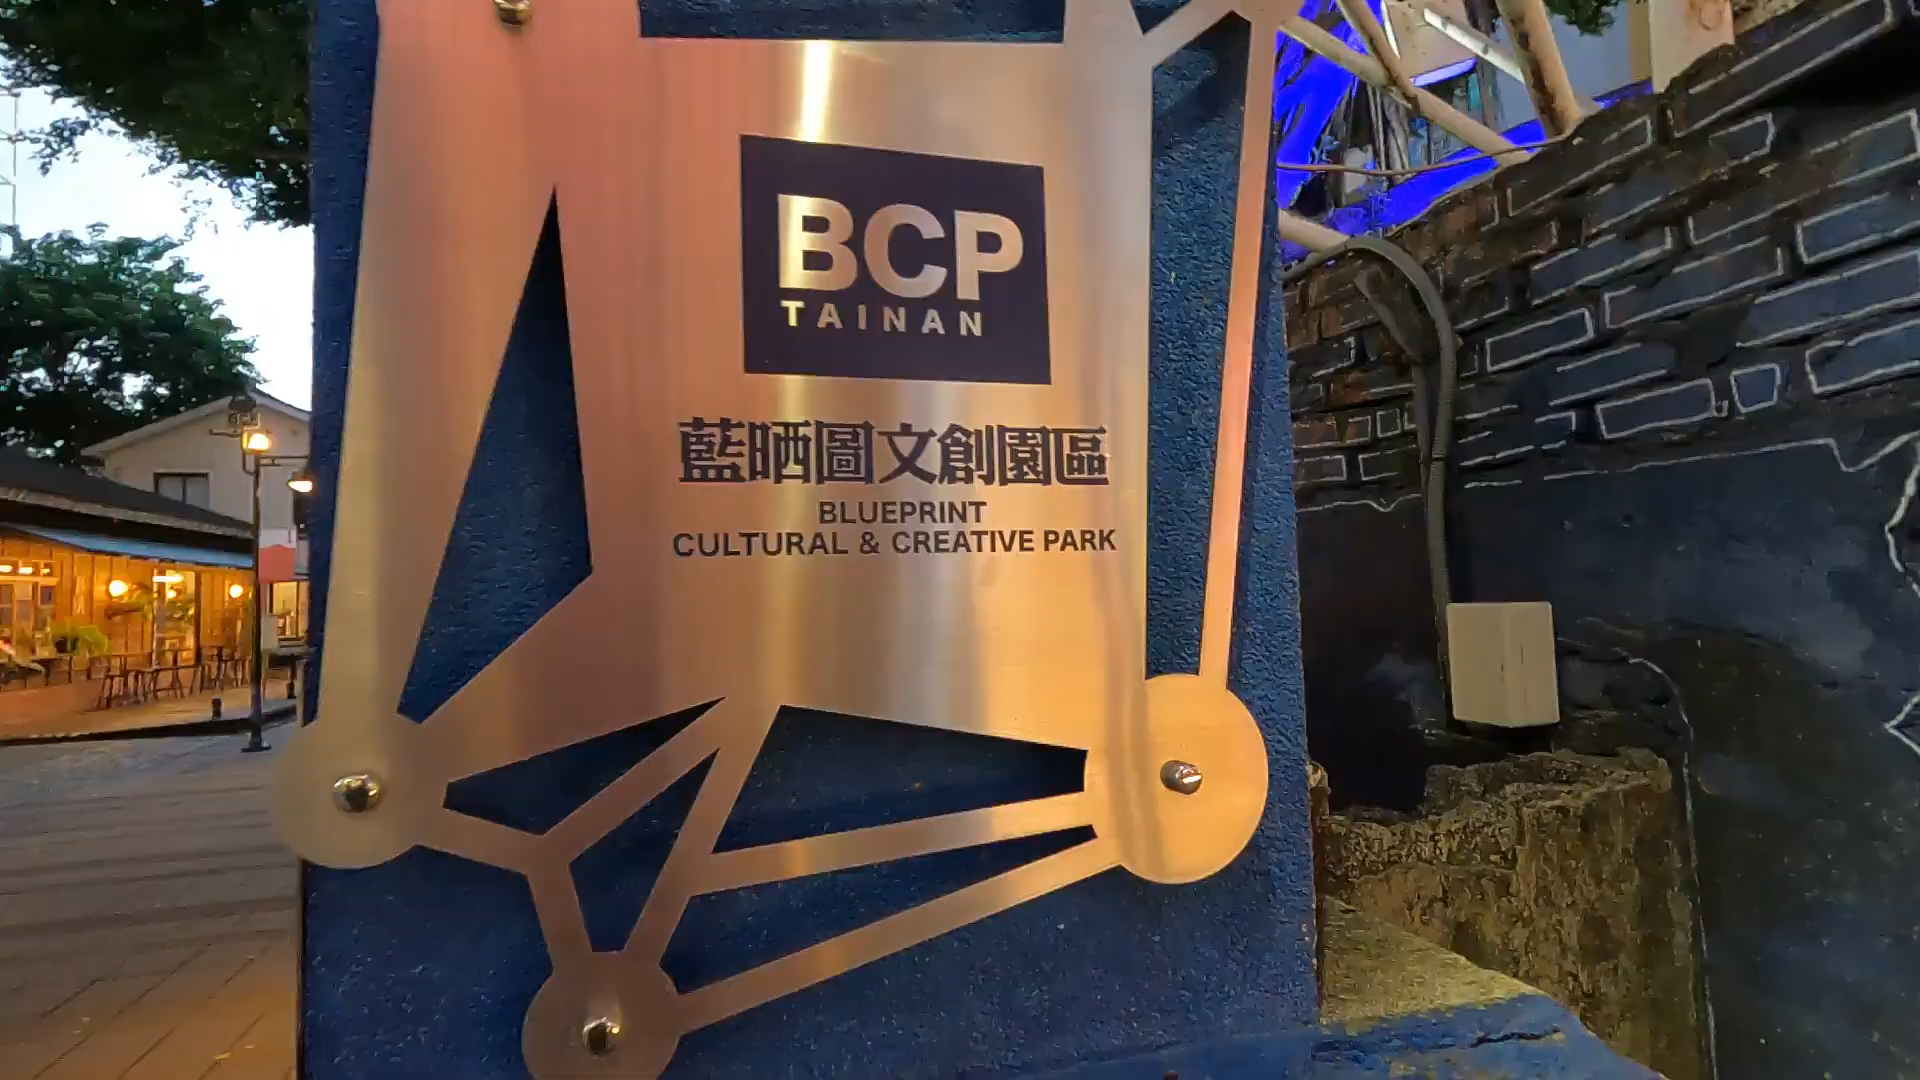 BCP
TAINAN
藍晒圖文創園區
BLUEPRINT
CULTURAL & CREATIVE PARK